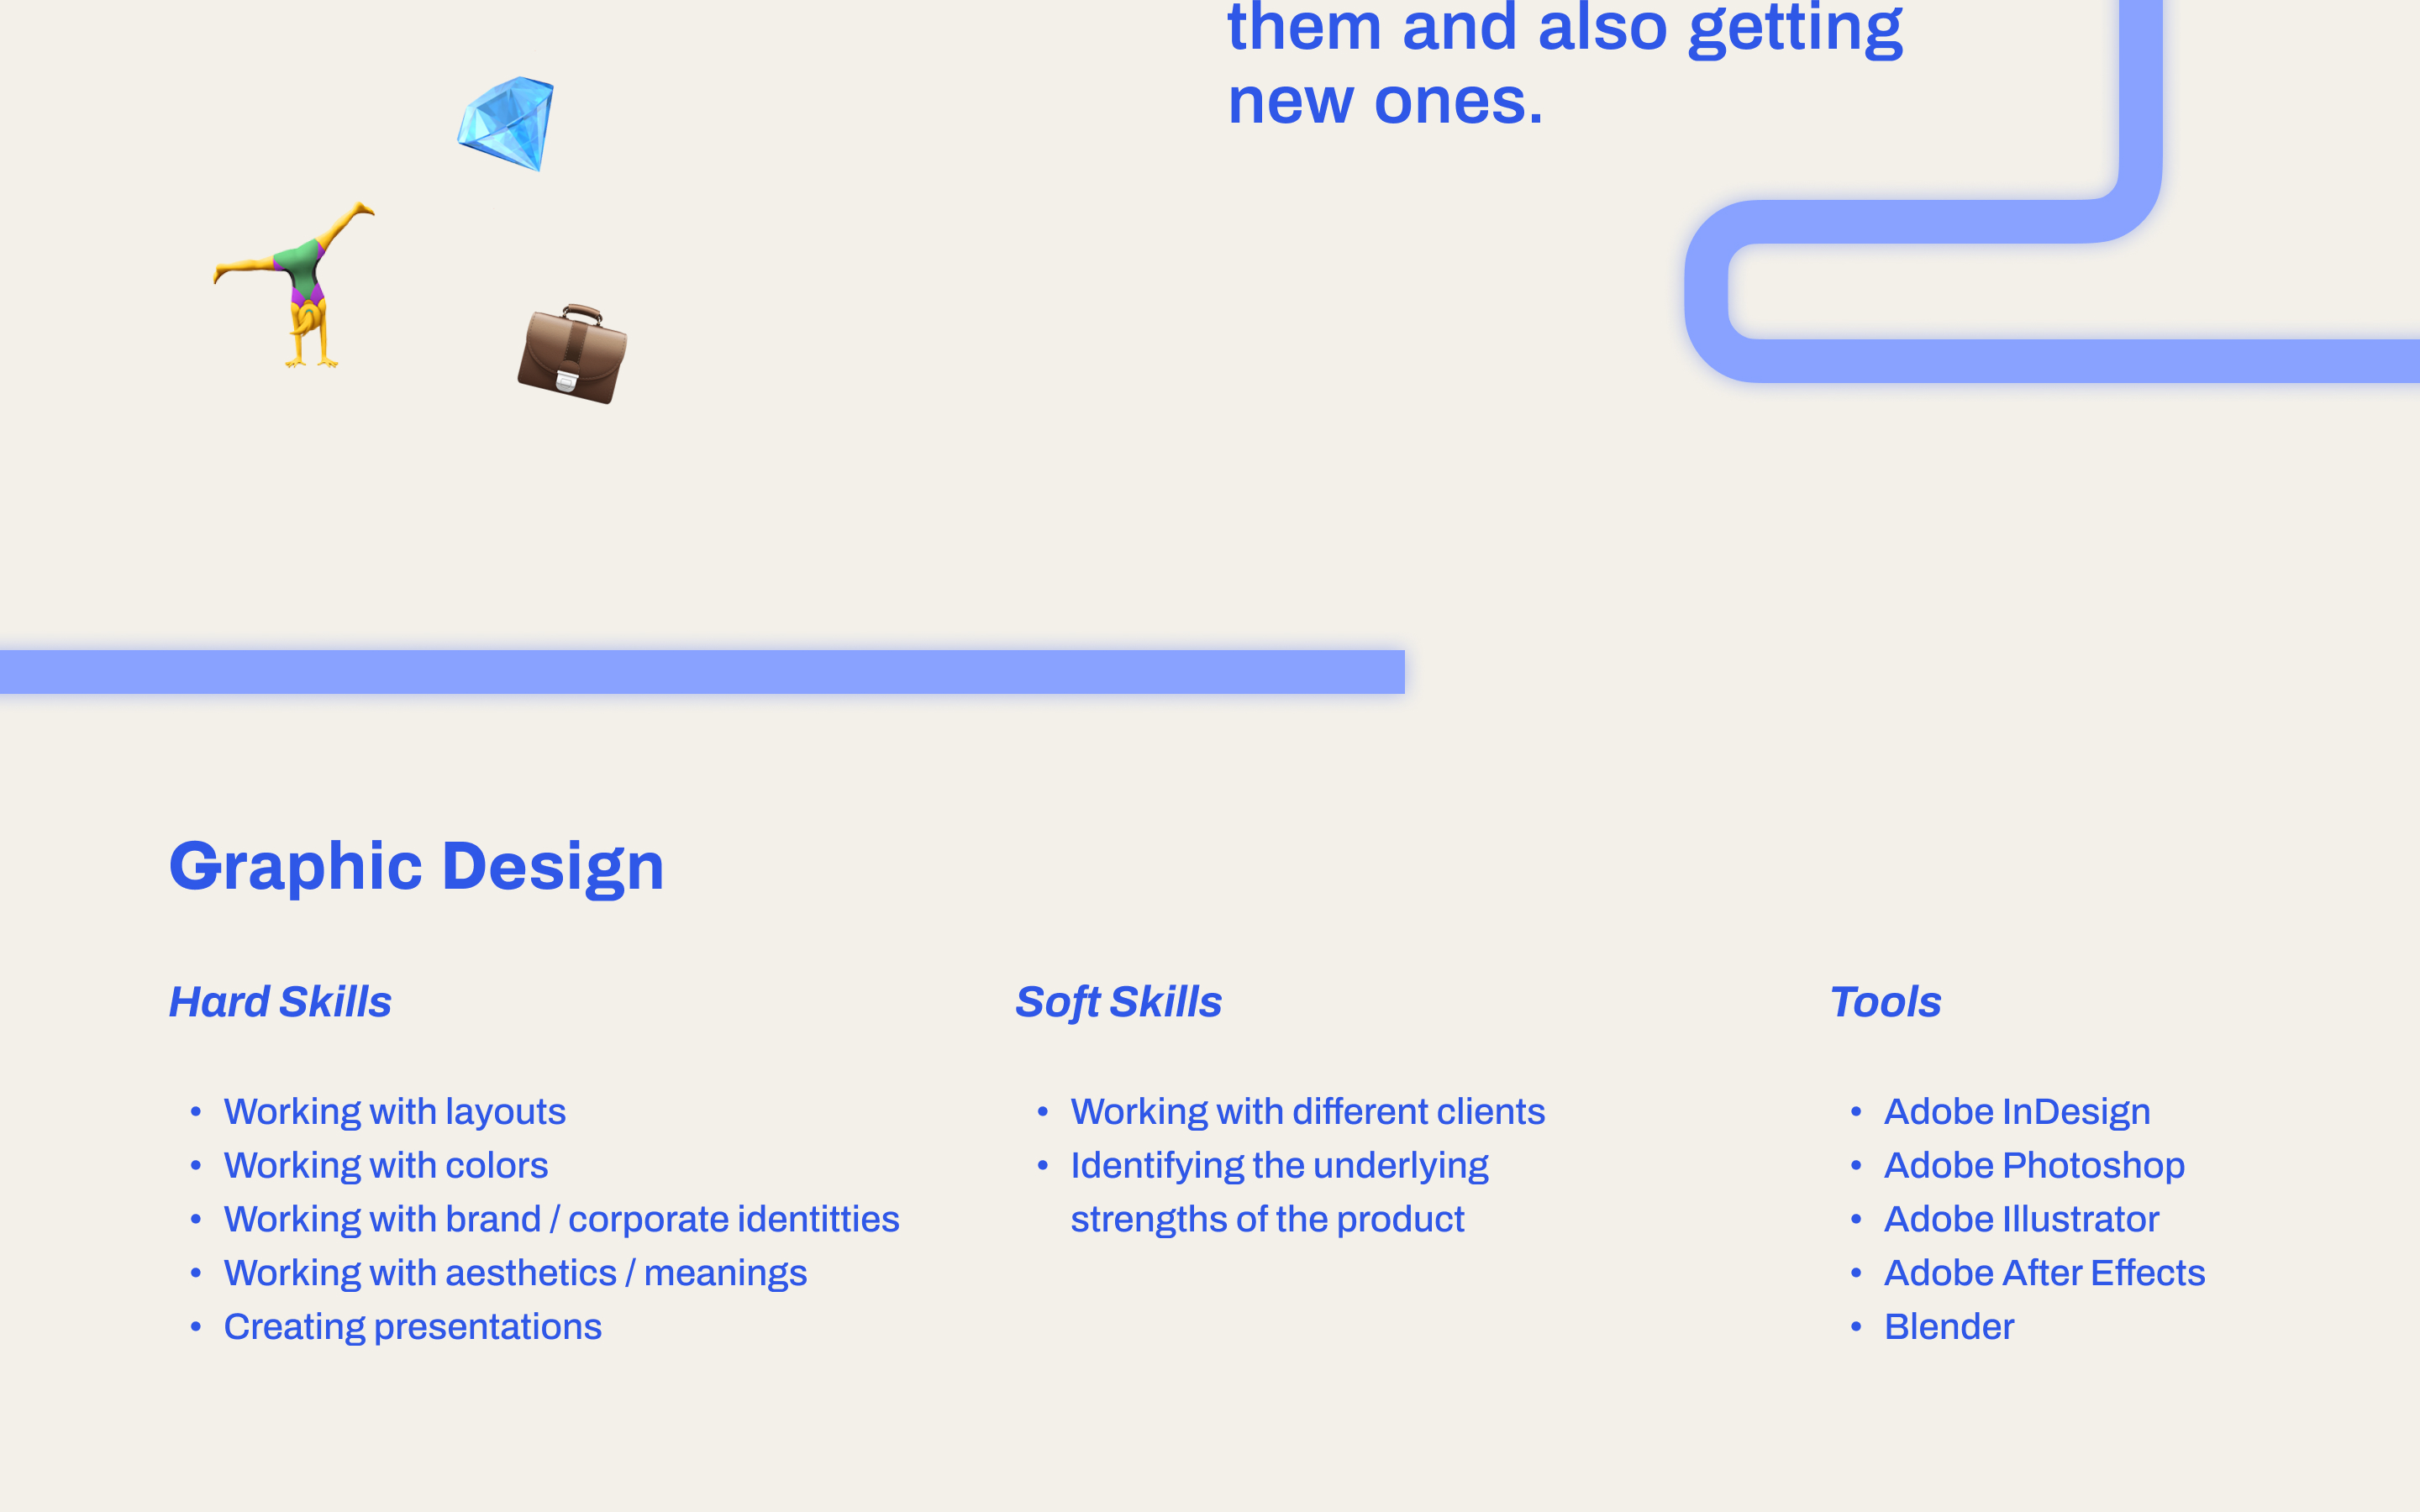 them and also getting
new ones.
Graphic Design
Hard Skills
• Working with layouts
• Working with colors
• Working with brand / corporate identitties
• Working with aesthetics / meanings
• Creating presentations
Soft Skills
• Working with different clients
• Identifying the underlying
strengths of the product
Tools
• Adobe InDesign
• Adobe Photoshop
• Adobe Illustrator
• Adobe After Effects
• Blender